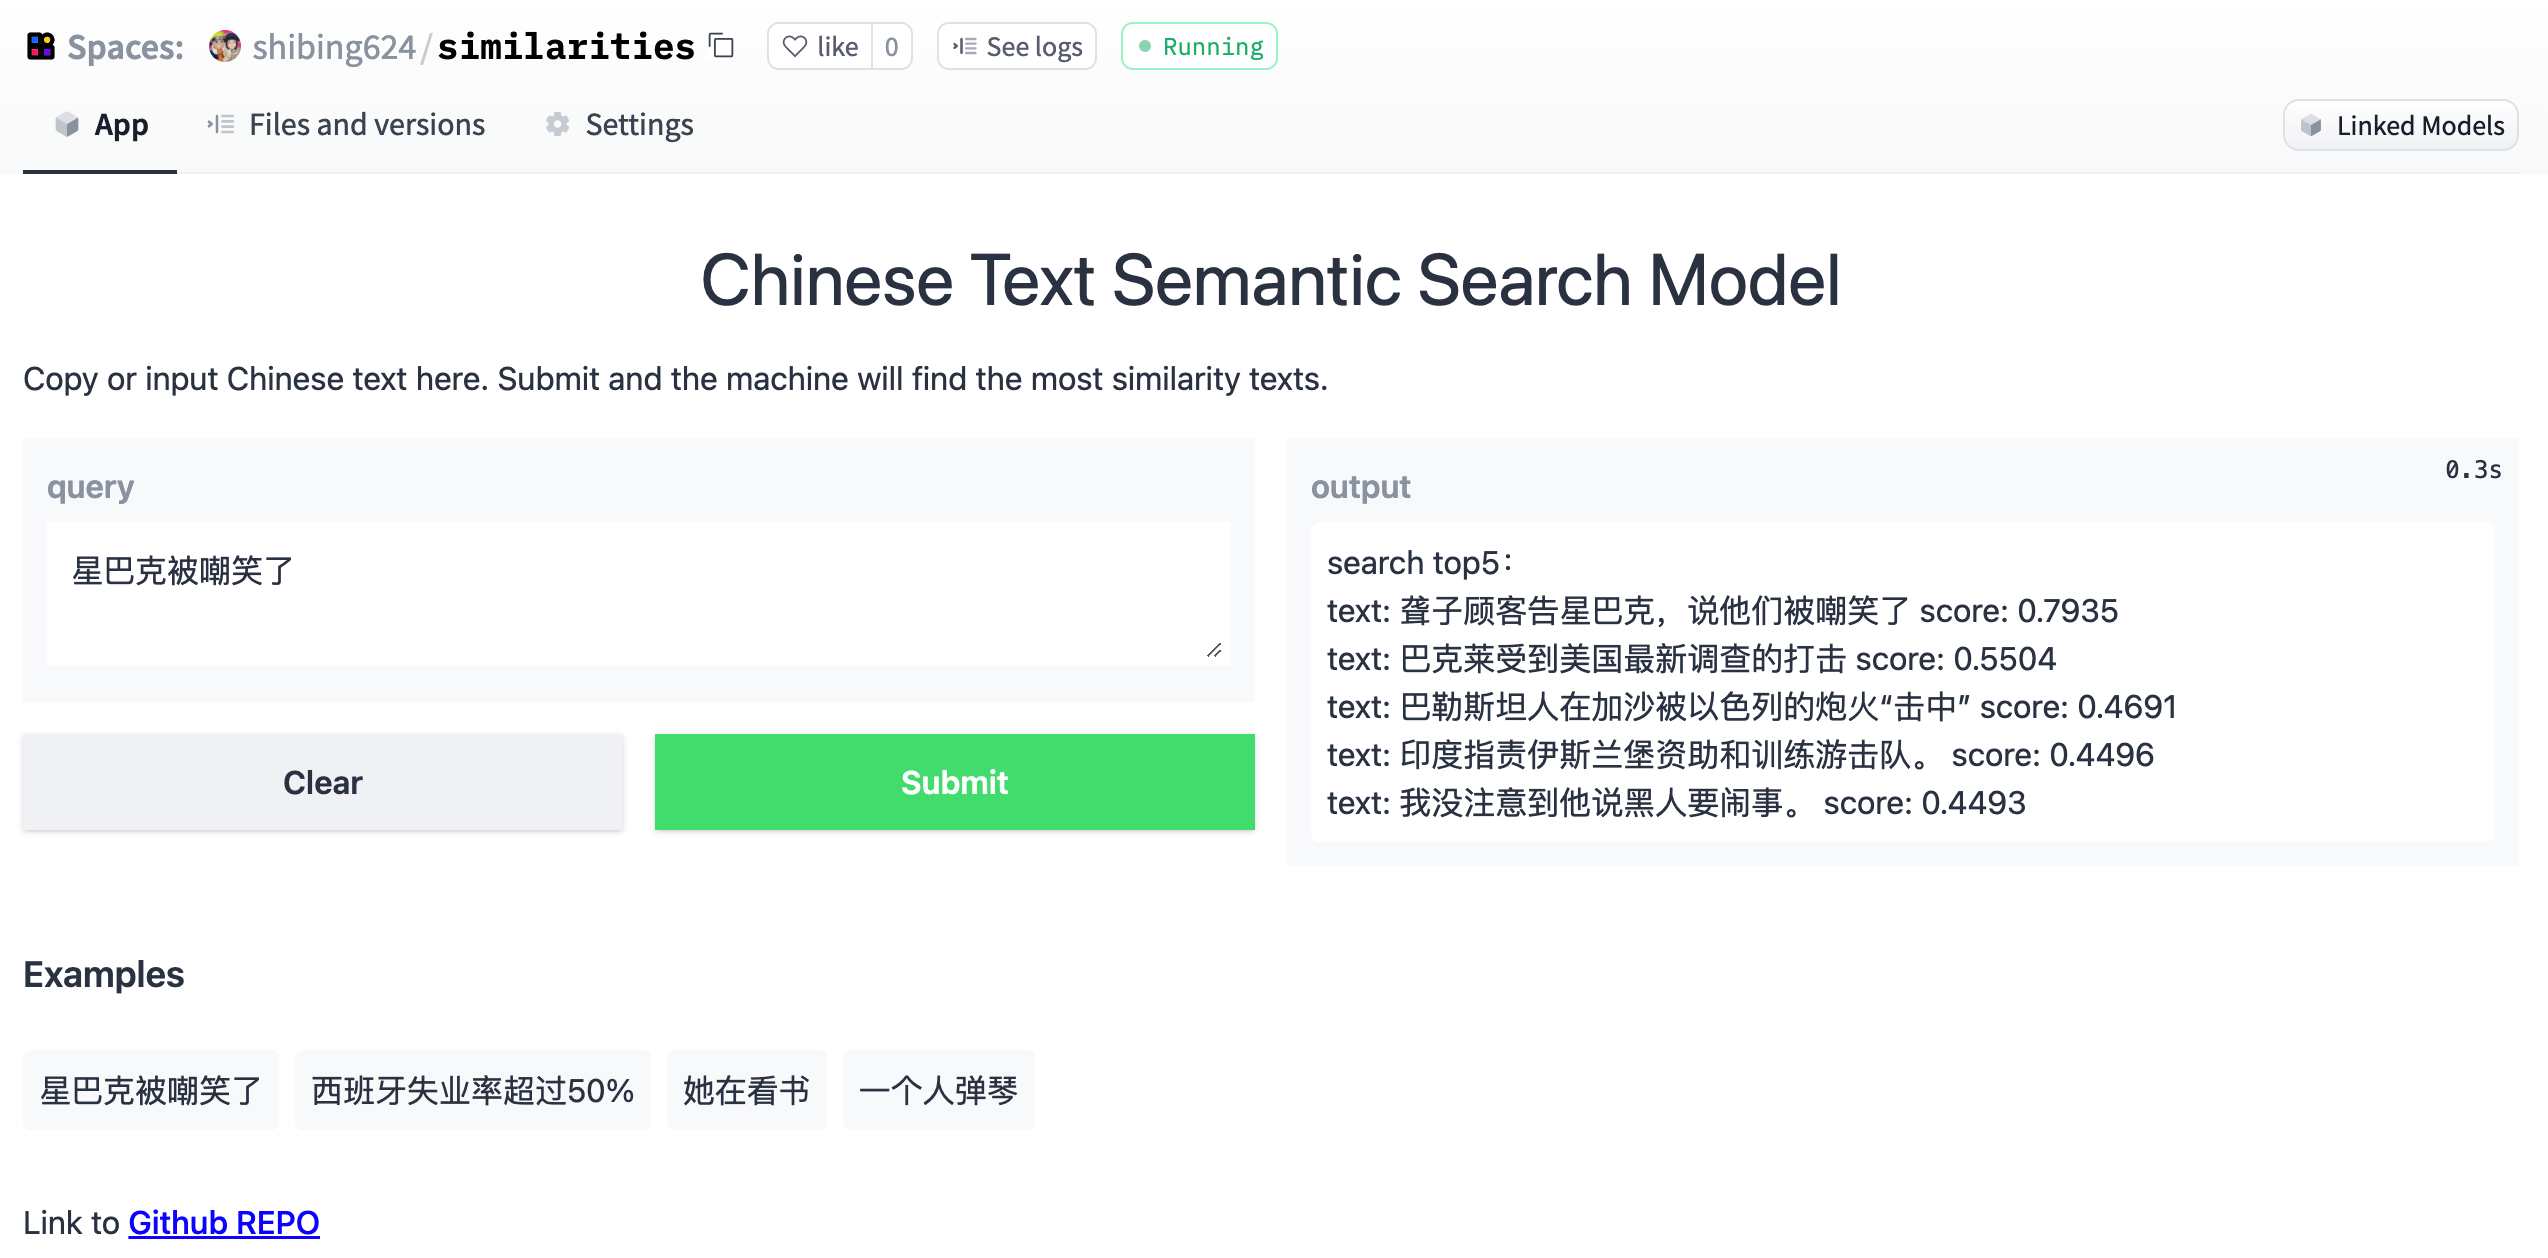 Spaces: shibing624/similarities like 0 See logs Running
App Files and versions Settings Linked Models
Chinese Text Semantic Search Model
Copy or input Chinese text here. Submit and the machine will find the most similarity texts.
query
星巴克被嘲笑了
Clear Submit
output 0.3s
search top5：
text: 聋子顾客告星巴克，说他们被嘲笑了 score: 0.7935
text: 巴克莱受到美国最新调查的打击 score: 0.5504
text: 巴勒斯坦人在加沙被以色列的炮火“击中” score: 0.4691
text: 印度指责伊斯兰堡资助和训练游击队。 score: 0.4496
text: 我没注意到他说黑人要闹事。 score: 0.4493
Examples
星巴克被嘲笑了 西班牙失业率超过50% 她在看书 一个人弹琴
Link to Github REPO